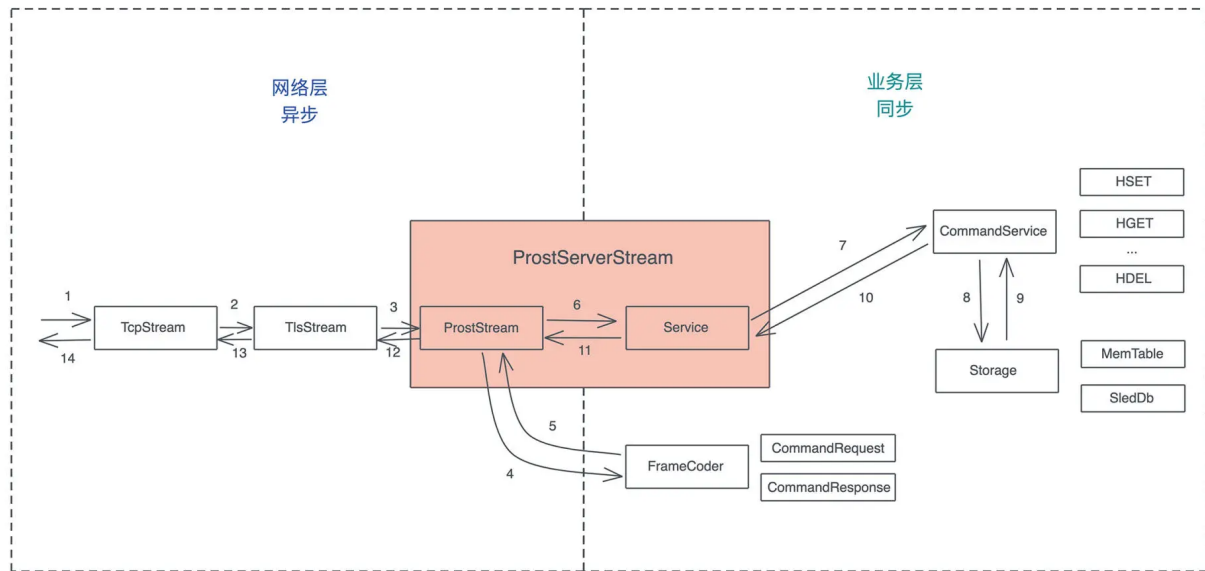 网络层
异步
业务层
同步
HSET
HGET
...
HDEL
CommandService
7
10
8
9
ProstServerStream
1
TcpStream
14
2
13
TlsStream
3
12
ProstStream
6
11
Service
Storage
MemTable
SledDb
5
4
FrameCoder
CommandRequest
CommandResponse